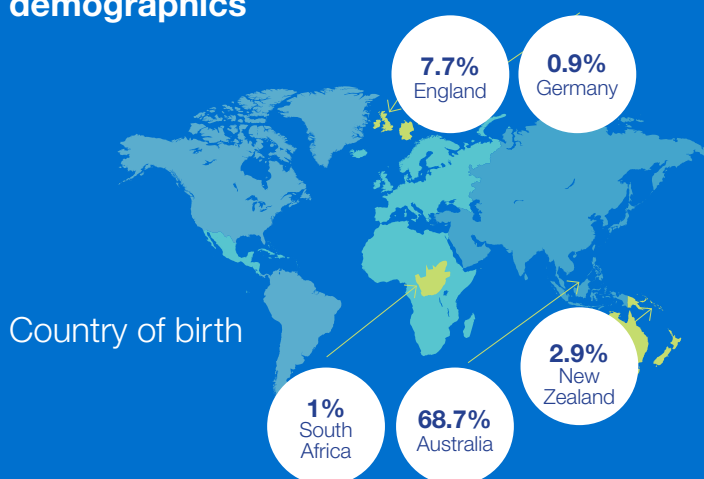 demographics
7.7%
England
0.9%
Germany
Country of birth
2.9%
New
Zealand
1%
South
Africa
68.7%
Australia